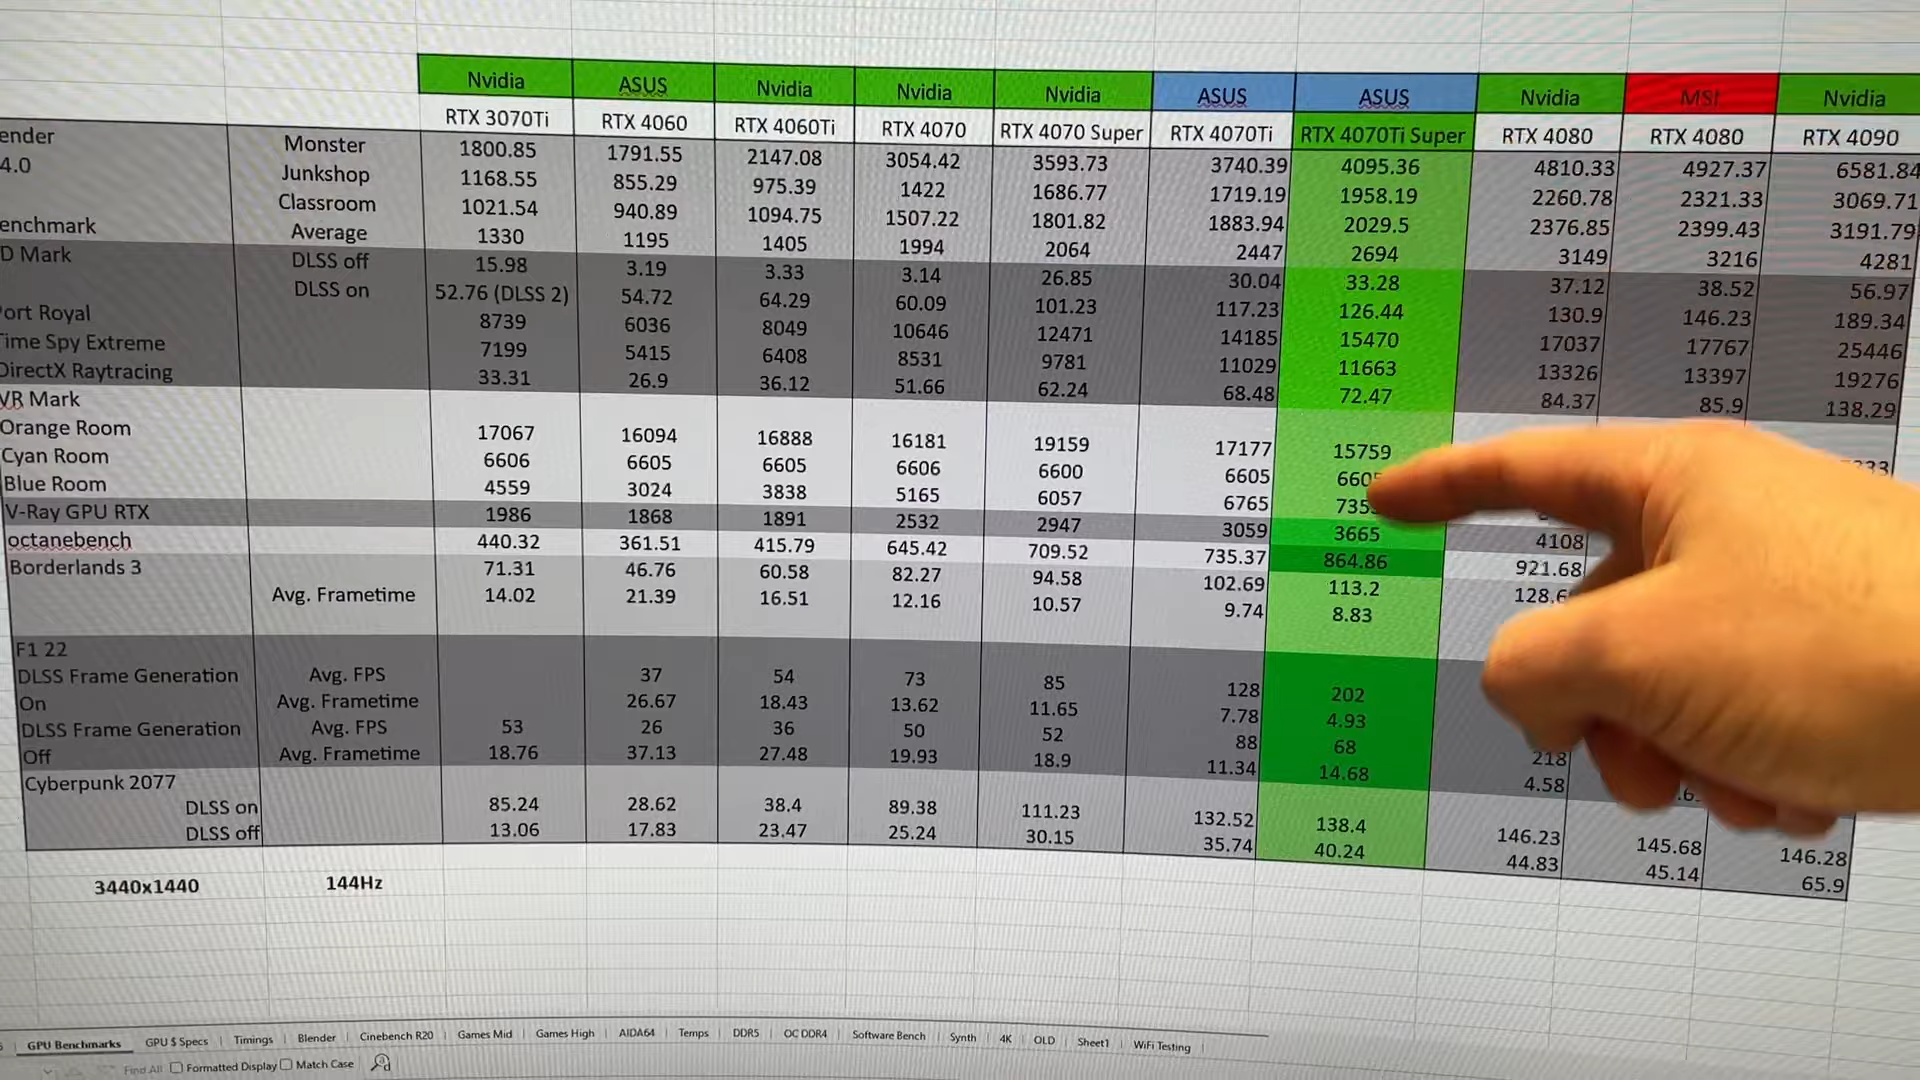 Nvidia ASUS Nvidia Nvidia Nvidia ASUS ASUS Nvidia MSI Nvidia
RTX 3070Ti RTX 4060 RTX 4060Ti RTX 4070 RTX 4070 Super RTX 4070Ti RTX 4070Ti Super RTX 4080 RTX 4080 RTX 4090
ender Monster 1800.85 1791.55 2147.08 3054.42 3593.73 3740.39 4095.36 4810.33 4927.37 6581.84
4.0 Junkshop 1168.55 855.29 975.39 1422 1686.77 1719.19 1958.19 2260.78 2321.33 3069.71
Classroom 1021.54 940.89 1094.75 1507.22 1801.82 1883.94 2029.5 2376.85 2399.43 3191.79
enchmark Average 1330 1195 1405 1994 2064 2447 2694 3149 3216 4281
D Mark DLSS off 15.98 3.19 3.33 3.14 26.85 30.04 33.28 37.12 38.52 56.97
DLSS on 52.76 (DLSS 2) 54.72 64.29 60.09 101.23 117.23 126.44 130.9 146.23 189.34
ort Royal 8739 6036 8049 10646 12471 14185 15470 17037 17767 25446
Time Spy Extreme 7199 5415 6408 8531 9781 11029 11663 13326 13397 19276
DirectX Raytracing 33.31 26.9 36.12 51.66 62.24 68.48 72.47 84.37 85.9 138.29
VR Mark
Orange Room 17067 16094 16888 16181 19159 17177 15759
Cyan Room 6606 6605 6605 6606 6600 6605 660
Blue Room 4559 3024 3838 5165 6057 6765 735
V-Ray GPU RTX 1986 1868 1891 2532 2947 3059 3665 4108
octanebench 440.32 361.51 415.79 645.42 709.52 735.37 864.86 921.68
Borderlands 3 71.31 46.76 60.58 82.27 94.58 102.69 113.2 128.6
Avg. Frametime 14.02 21.39 16.51 12.16 10.57 9.74 8.83
F1 22
DLSS Frame Generation Avg. FPS 37 54 73 85 128 202
On Avg. Frametime 26.67 18.43 13.62 11.65 7.78 4.93
DLSS Frame Generation Avg. FPS 53 26 36 50 52 88 68 218
Off Avg. Frametime 18.76 37.13 27.48 19.93 18.9 11.34 14.68 4.58
Cyberpunk 2077
DLSS on 85.24 28.62 38.4 89.38 111.23 132.52 138.4 146.23 145.68 146.28
DLSS off 13.06 17.83 23.47 25.24 30.15 35.74 40.24 44.83 45.14 65.9
3440x1440 144Hz
GPU Benchmarks GPU $ Specs Timings Blender Cinebench R20 Games Mid Games High AIDA64 Temps DDR5 OC DDR4 Software Bench Synth 4K OLD Sheet1 WiFi Testing
Find All Formatted Display Match Case